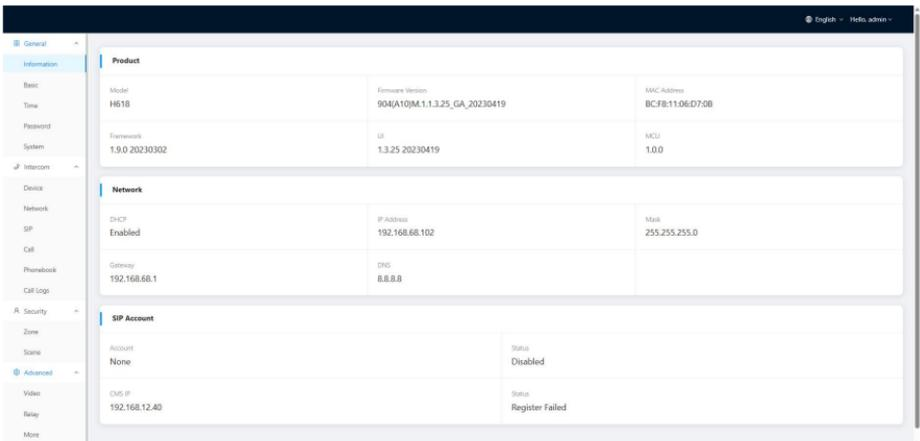 English
Hello, admin
General
Information
Basic
Time
Password
System
Intercom
Device
Network
SIP
Call
Phonebook
Call Logs
Security
Zone
Scene
Advanced
Video
Relay
More
Product
Model
H618
Firmware Version
904(A10)M.1.1.3.25_GA_20230419
MAC Address
BC:F8:11:06:D7:0B
Framework
1.9.0 20230302
UI
1.3.25 20230419
MCU
1.0.0
Network
DHCP
Enabled
IP Address
192.168.68.102
Mask
255.255.255.0
Gateway
192.168.68.1
DNS
8.8.8.8
SIP Account
Account
None
Status
Disabled
CMS IP
192.168.12.40
Status
Register Failed